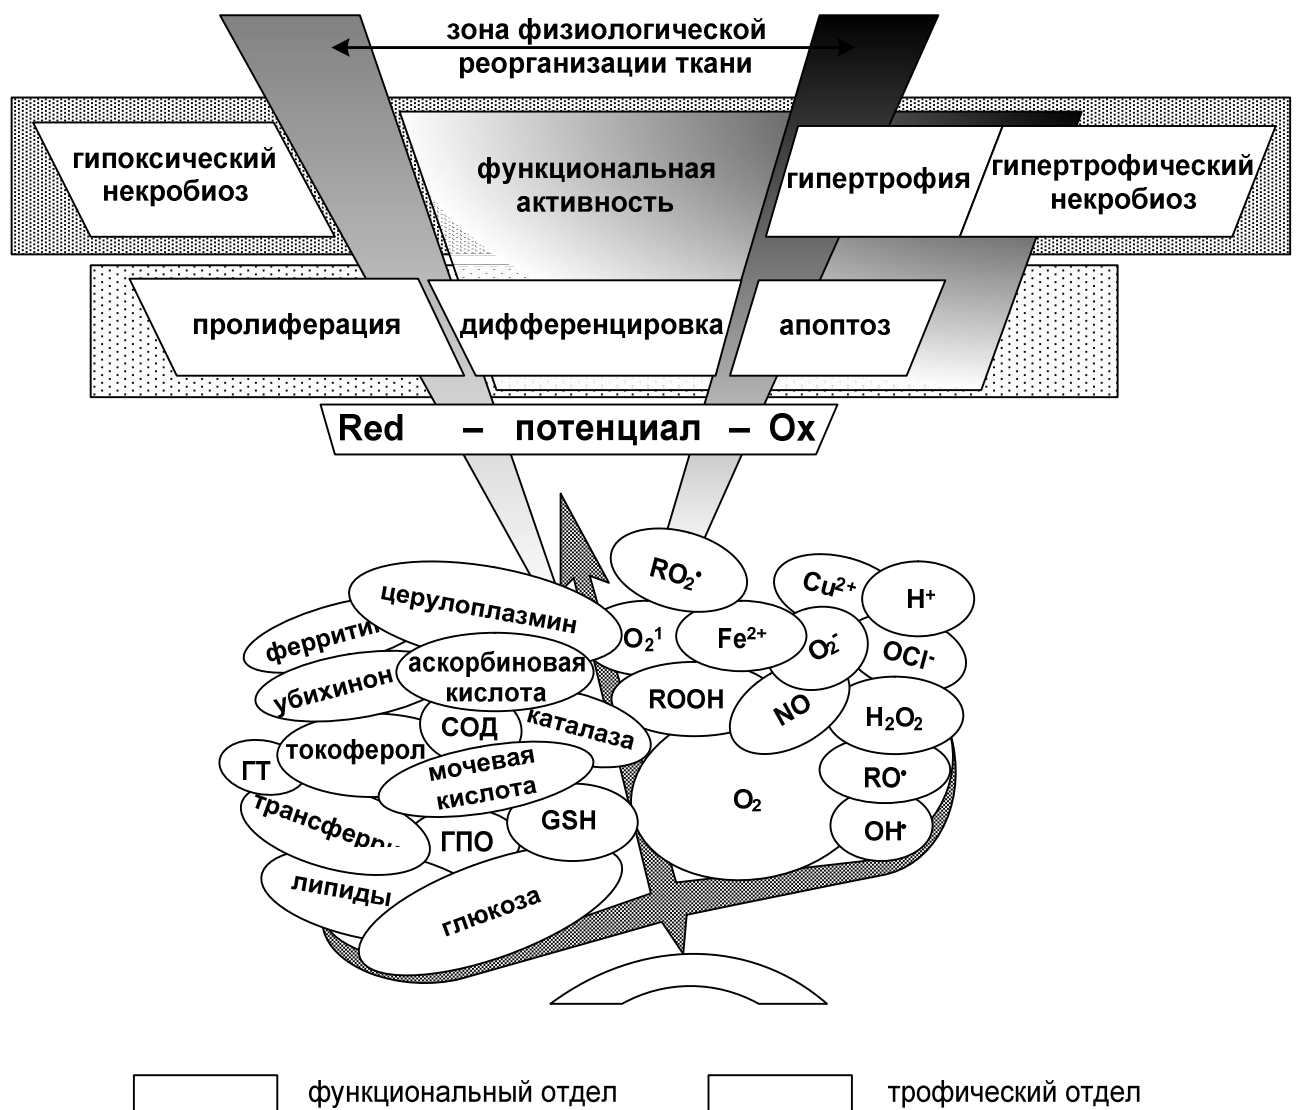 зона физиологической
реорганизации ткани
гипоксический
некробиоз
функциональная
активность
гипертрофия
гипертрофический
некробиоз
пролиферация
дифференцировка
апоптоз
Red – потенциал – Ox
RO₂•
Cu²⁺
H⁺
церулоплазмин
O₂¹
Fe²⁺
O₂⁻
OCl⁻
аскорбиновая
кислота
убихинон
ROOH
NO
H₂O₂
СОД
каталаза
токоферол
ГТ
мочевая
кислота
RO•
O₂
GSH
OH•
ГПО
липиды
глюкоза
функциональный отдел
трофический отдел